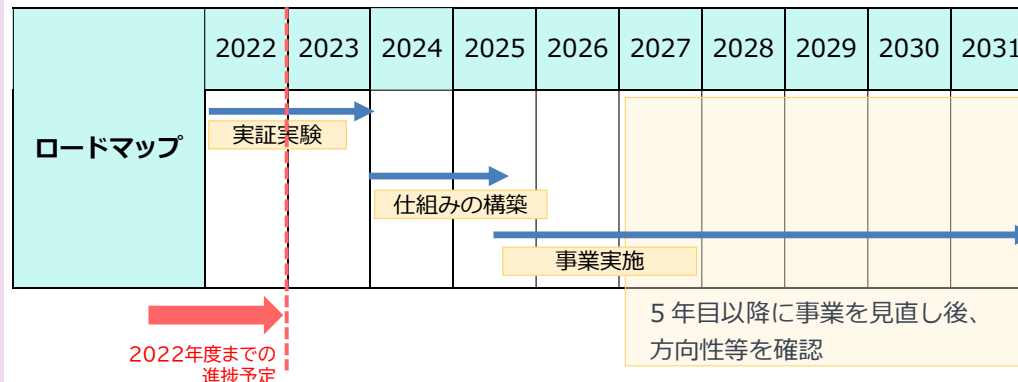 2022 2023 2024 2025 2026 2027 2028 2029 2030 2031
ロードマップ
実証実験
仕組みの構築
事業実施
５年目以降に事業を見直し後、
方向性等を確認
2022年度までの
進捗予定